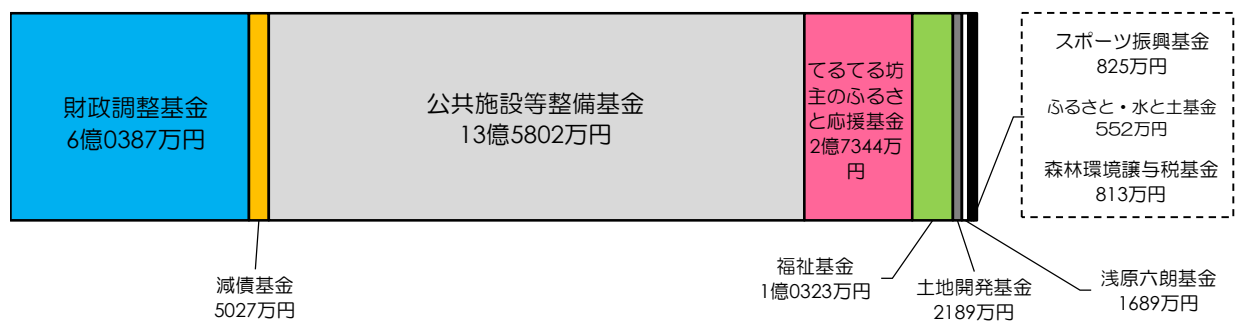 財政調整基金
6億0387万円
公共施設等整備基金
13億5802万円
てるてる坊
主のふるさ
と応援基金
2億7344万
円
スポーツ振興基金
825万円
ふるさと・水と土基金
552万円
森林環境譲与税基金
813万円
減債基金
5027万円
福祉基金
1億0323万円
土地開発基金
2189万円
浅原六朗基金
1689万円